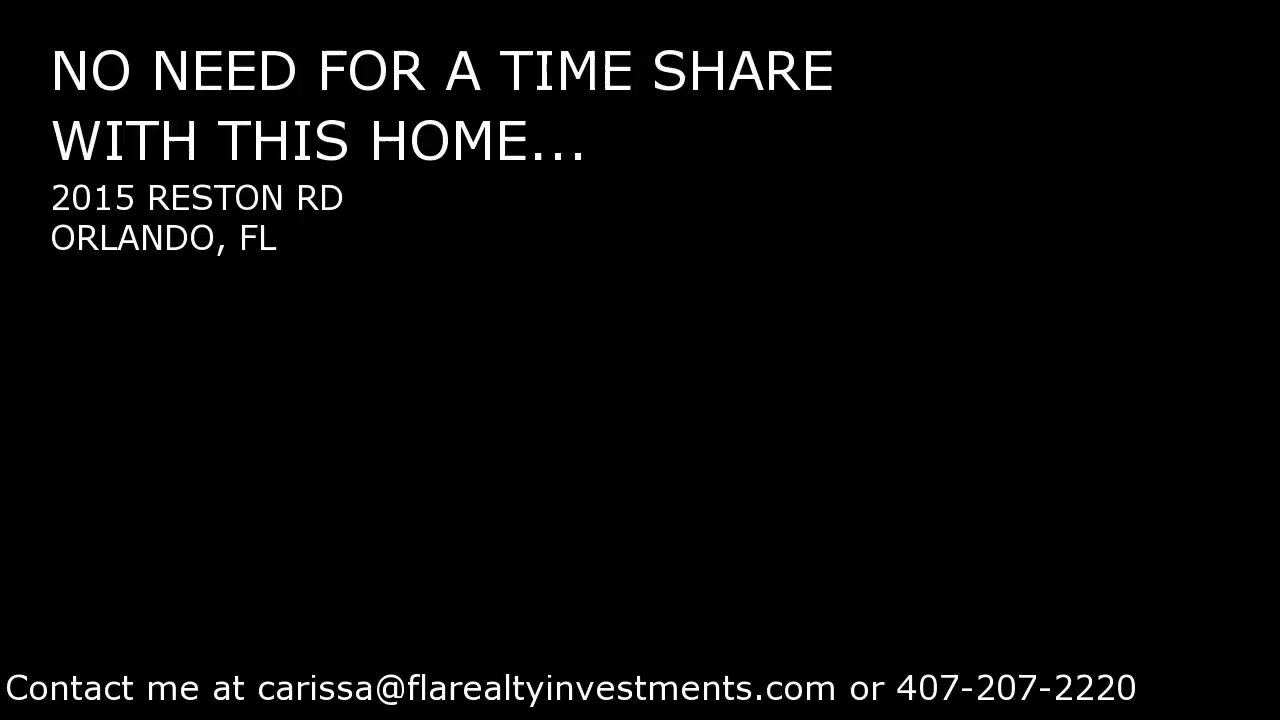 NO NEED FOR A TIME SHARE
WITH THIS HOME...
2015 RESTON RD
ORLANDO, FL
Contact me at carissa@flarealtyinvestments.com or 407-207-2220